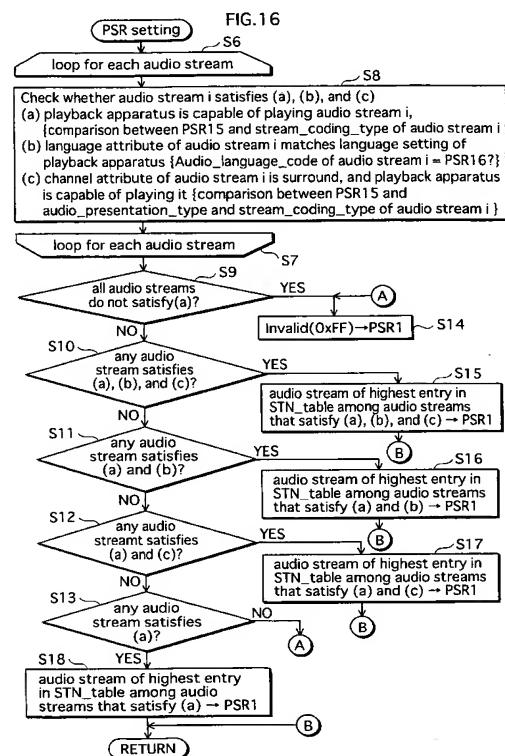 FIG.16
PSR setting
S6
loop for each audio stream
S8
Check whether audio stream i satisfies (a), (b), and (c)
(a) playback apparatus is capable of playing audio stream i,
{comparison between PSR15 and stream_coding_type of audio stream i }
(b) language attribute of audio stream i matches language setting of
playback apparatus {Audio_language_code of audio stream i = PSR16?}
(c) channel attribute of audio stream i is surround, and playback apparatus
is capable of playing it {comparison between PSR15 and
audio_presentation_type and stream_coding_type of audio stream i }
loop for each audio stream
S7
S9
all audio streams
do not satisfy(a)?
YES
A
Invalid(0xFF)→PSR1
S14
NO
S10
any audio
stream satisfies
(a), (b), and (c)?
YES
S15
audio stream of highest entry in
STN_table among audio streams
that satisfy (a), (b), and (c) → PSR1
B
NO
S11
any audio
stream satisfies
(a) and (b)?
YES
S16
audio stream of highest entry in
STN_table among audio streams
that satisfy (a) and (b) → PSR1
B
NO
S12
any audio
streamt satisfies
(a) and (c)?
YES
S17
audio stream of highest entry in
STN_table among audio streams
that satisfy (a) and (c) → PSR1
B
NO
S13
any audio
stream satisfies
(a)?
NO
A
YES
S18
audio stream of highest entry
in STN_table among audio
streams that satisfy (a) → PSR1
B
RETURN